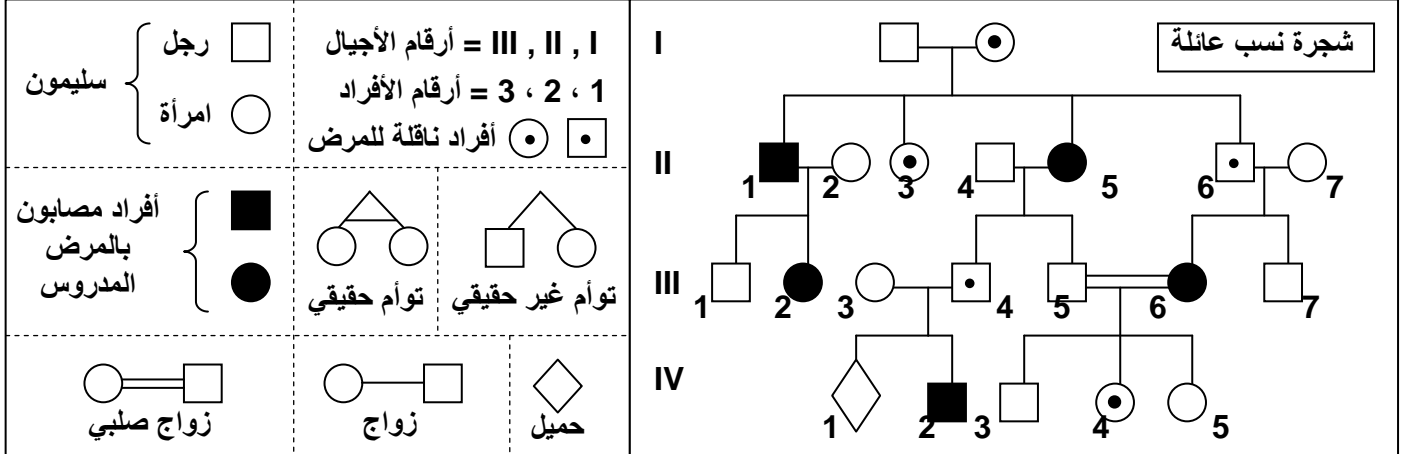 شجرة نسب عائلة
I
II
1 2 3 4 5 6 7
III
1 2 3 4 5 6 7
IV
1 2 3 4 5
I , II , III = أرقام الأجيال
1 ، 2 ، 3 = أرقام الأفراد
أفراد ناقلة للمرض
رجل
امرأة
سليمون
توأم غير حقيقي
توأم حقيقي
أفراد مصابون
بالمرض
المدروس
حميل
زواج
زواج صلبي